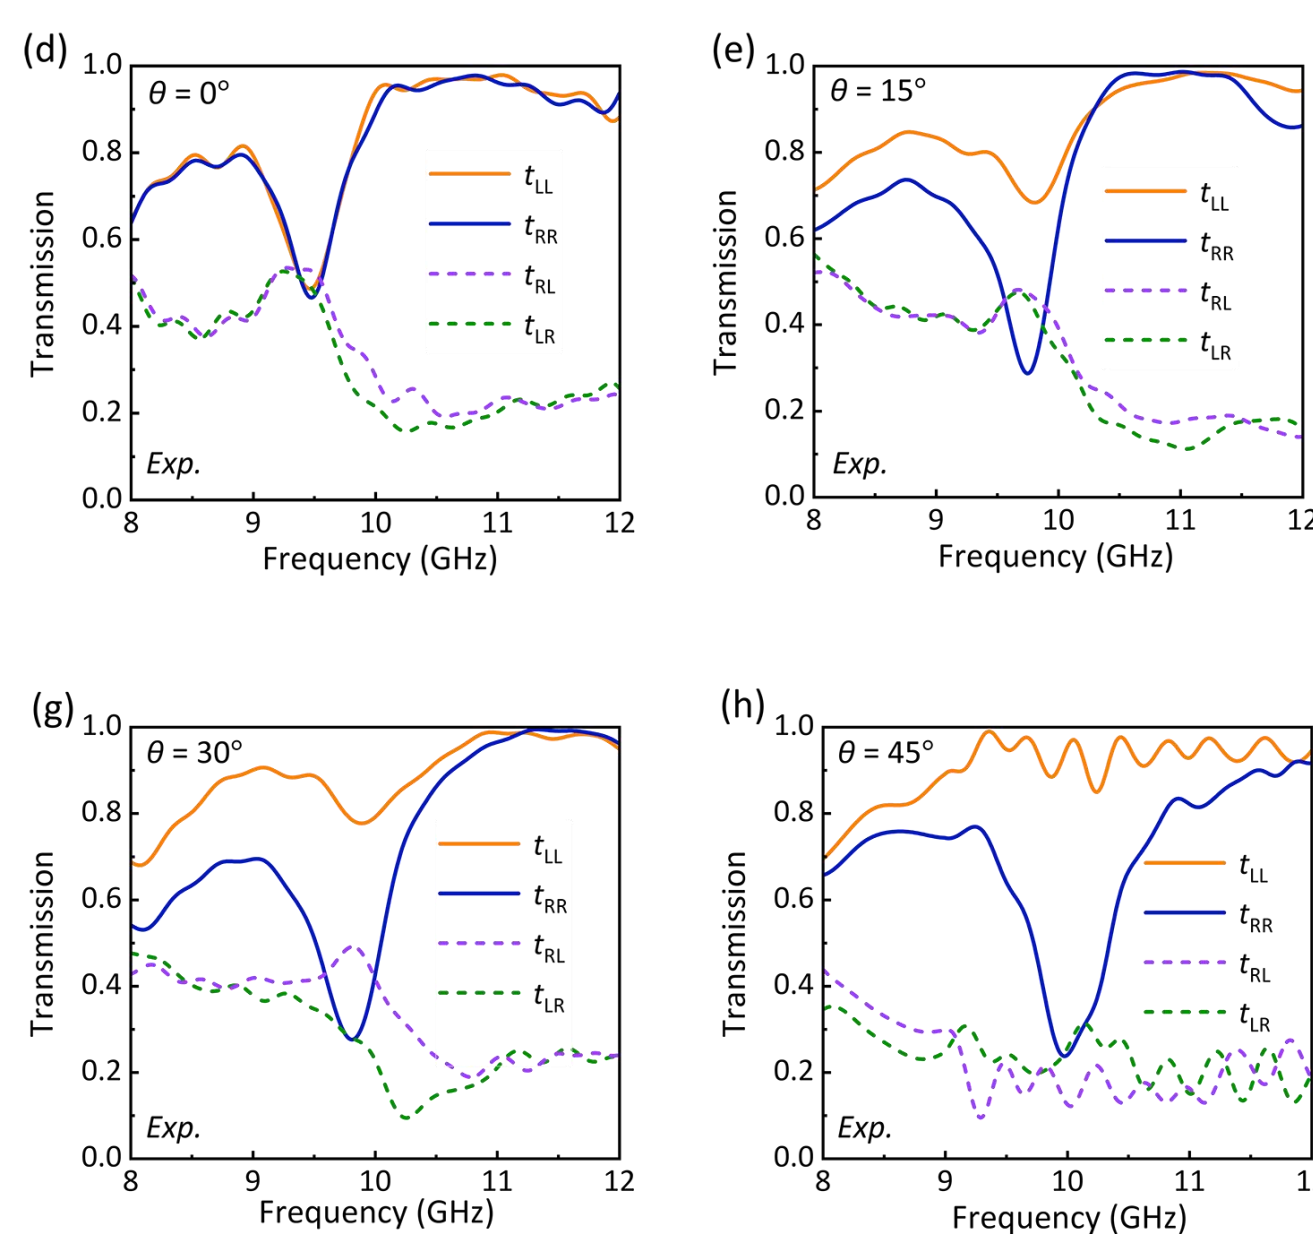 (d)
θ = 0°
1.0
0.8
0.6
0.4
0.2
0.0
Transmission
t_LL
t_RR
t_RL
t_LR
Exp.
8 9 10 11 12
Frequency (GHz)
(e)
θ = 15°
1.0
0.8
0.6
0.4
0.2
0.0
Transmission
t_LL
t_RR
t_RL
t_LR
Exp.
8 9 10 11 12
Frequency (GHz)
(g)
θ = 30°
1.0
0.8
0.6
0.4
0.2
0.0
Transmission
t_LL
t_RR
t_RL
t_LR
Exp.
8 9 10 11 12
Frequency (GHz)
(h)
θ = 45°
1.0
0.8
0.6
0.4
0.2
0.0
Transmission
t_LL
t_RR
t_RL
t_LR
Exp.
8 9 10 11 1
Frequency (GHz)